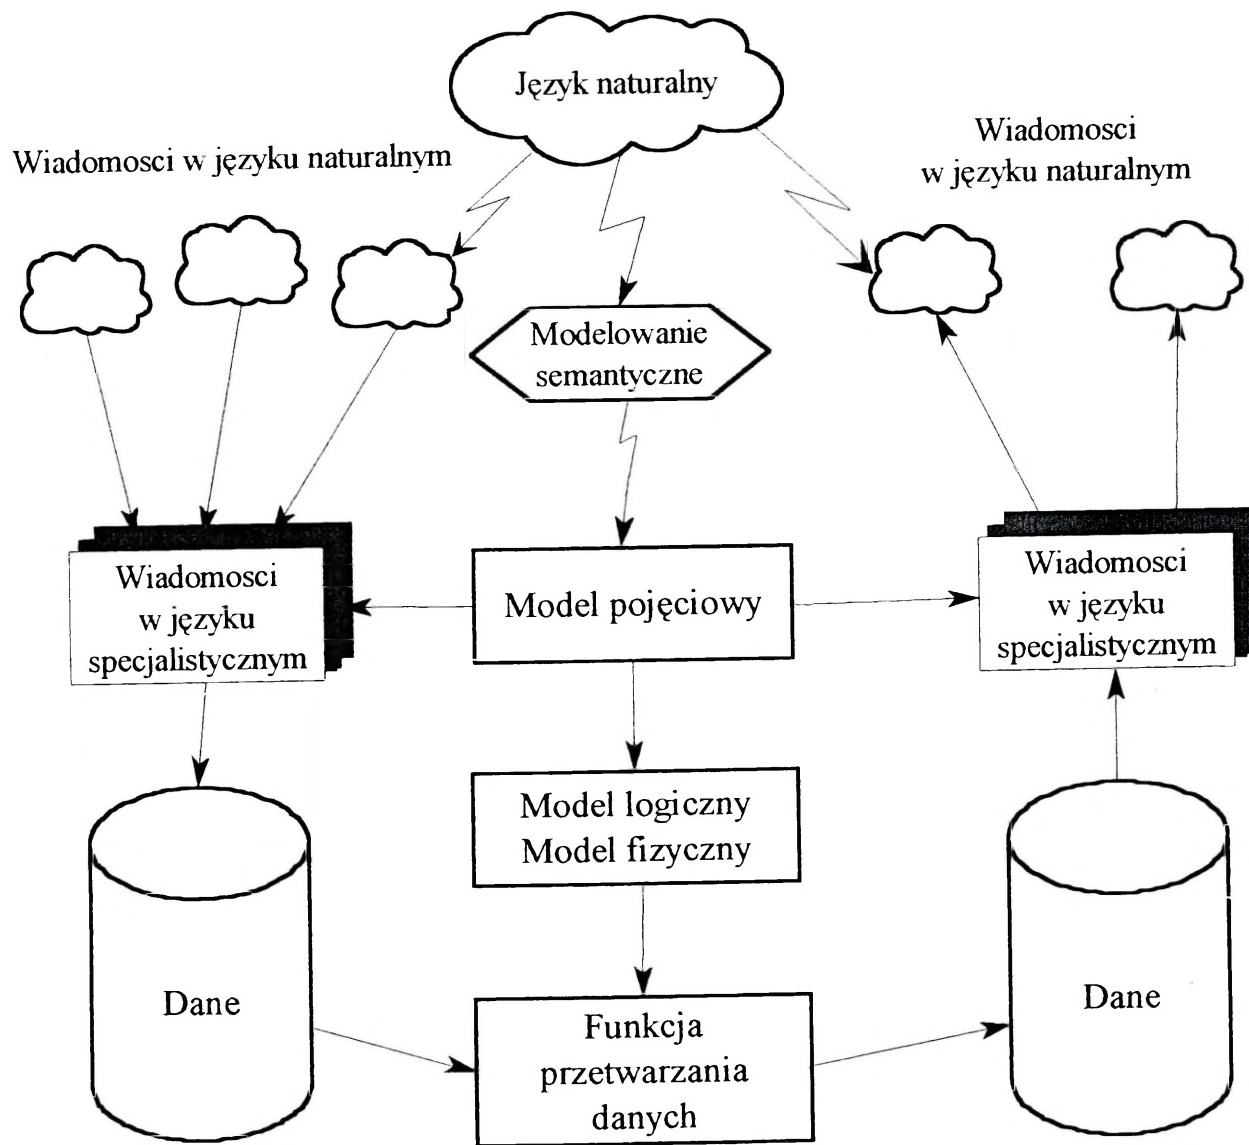 Język naturalny
Wiadomosci w języku naturalnym
Wiadomosci
w języku naturalnym
Modelowanie
semantyczne
Wiadomosci
w języku
specjalistycznym
Model pojęciowy
Wiadomosci
w języku
specjalistycznym
Model logiczny
Model fizyczny
Dane
Funkcja
przetwarzania
danych
Dane